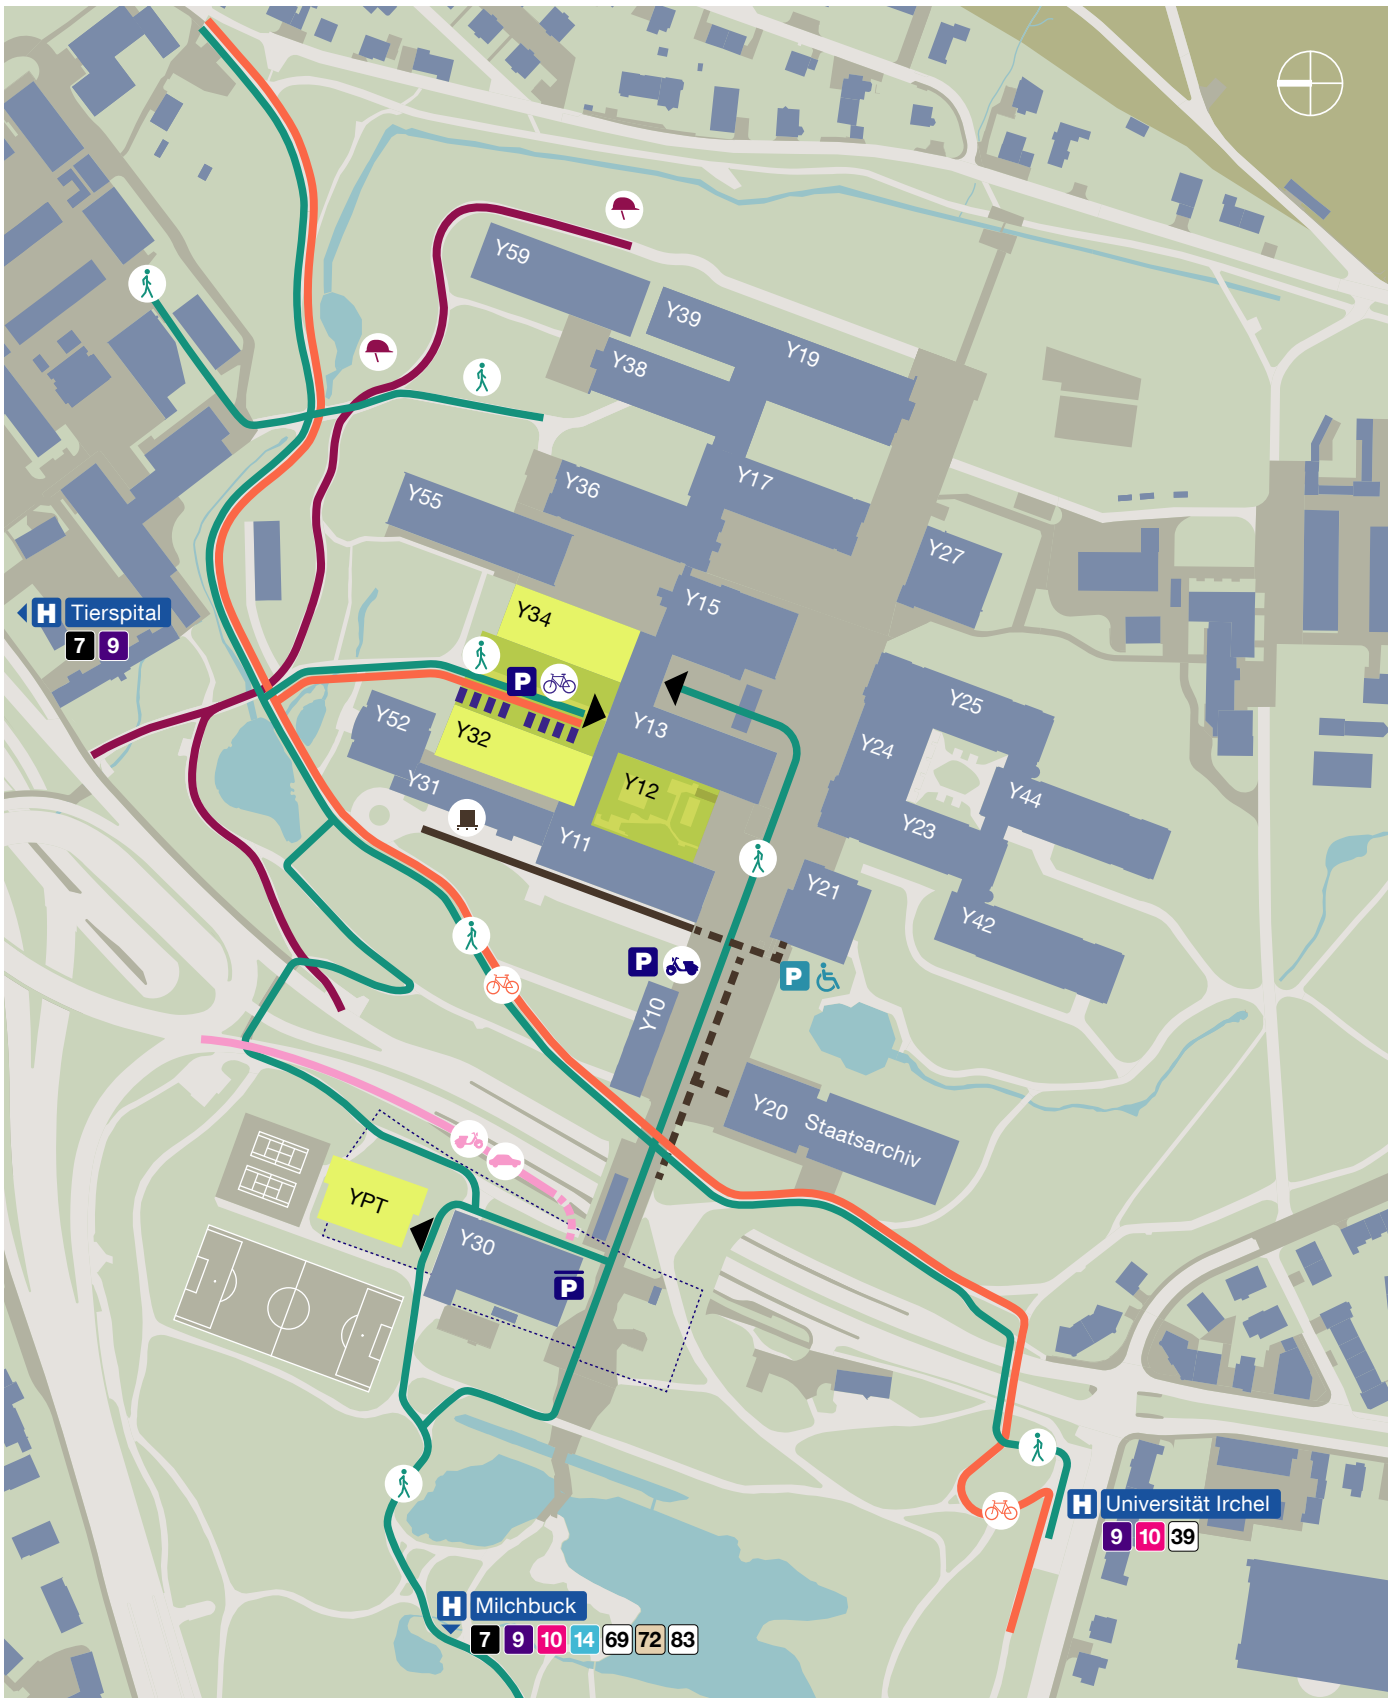 Y59
Y39
Y19
Y38
Y17
Y36
Y55
Y27
Y15
Y34
H Tierspital
7 9
P
Y25
Y52
Y32
Y13
Y24
Y31
Y12
Y44
Y23
Y11
Y21
Y42
P
P
Y10
Y20
Staatsarchiv
YPT
Y30
P
H Universität Irchel
9 10 39
H Milchbuck
7 9 10 14 69 72 83